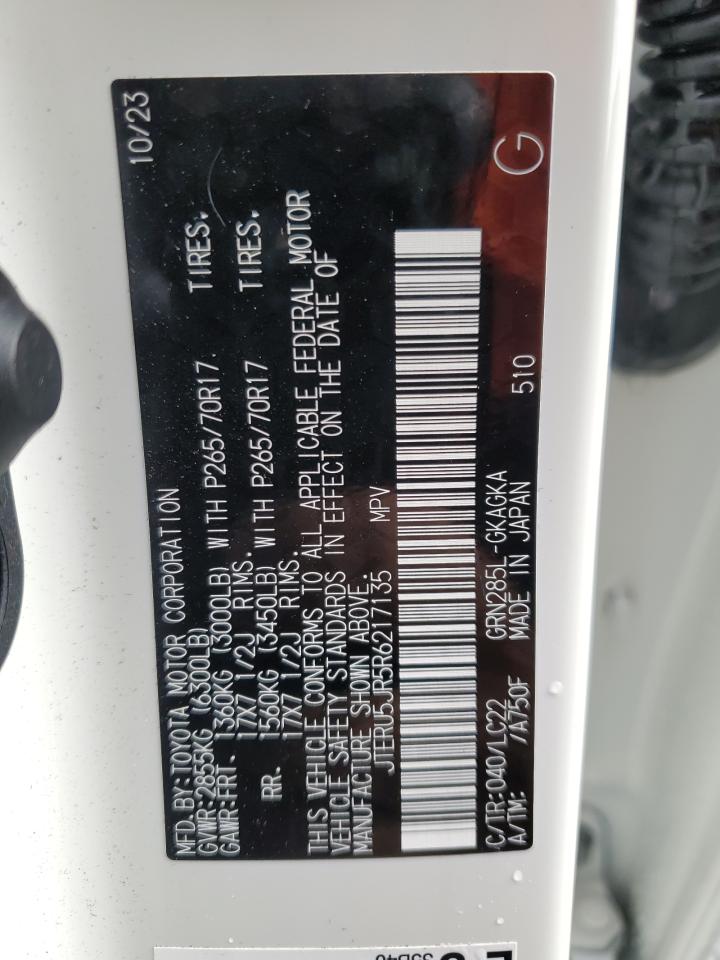 MFD.BY:TOYOTA MOTOR CORPORATION 10/23
GVWR:2855KG (6300LB)
GAWR:FRT. 1360KG (3000LB) WITH P265/70R17. TIRES.
17X7 1/2J RIMS.
RR. 1560KG (3450LB) WITH P265/70R17 TIRES.
17X7 1/2J RIMS.
THIS VEHICLE CONFORMS TO ALL APPLICABLE FEDERAL MOTOR
VEHICLE SAFETY STANDARDS IN EFFECT ON THE DATE OF
MANUFACTURE SHOWN ABOVE.
JTERU5JP5R6217135 MPV
C/TR:040/LC22 GRN285L-GKAGKA
A/TM: /A750F MADE IN JAPAN 510 G